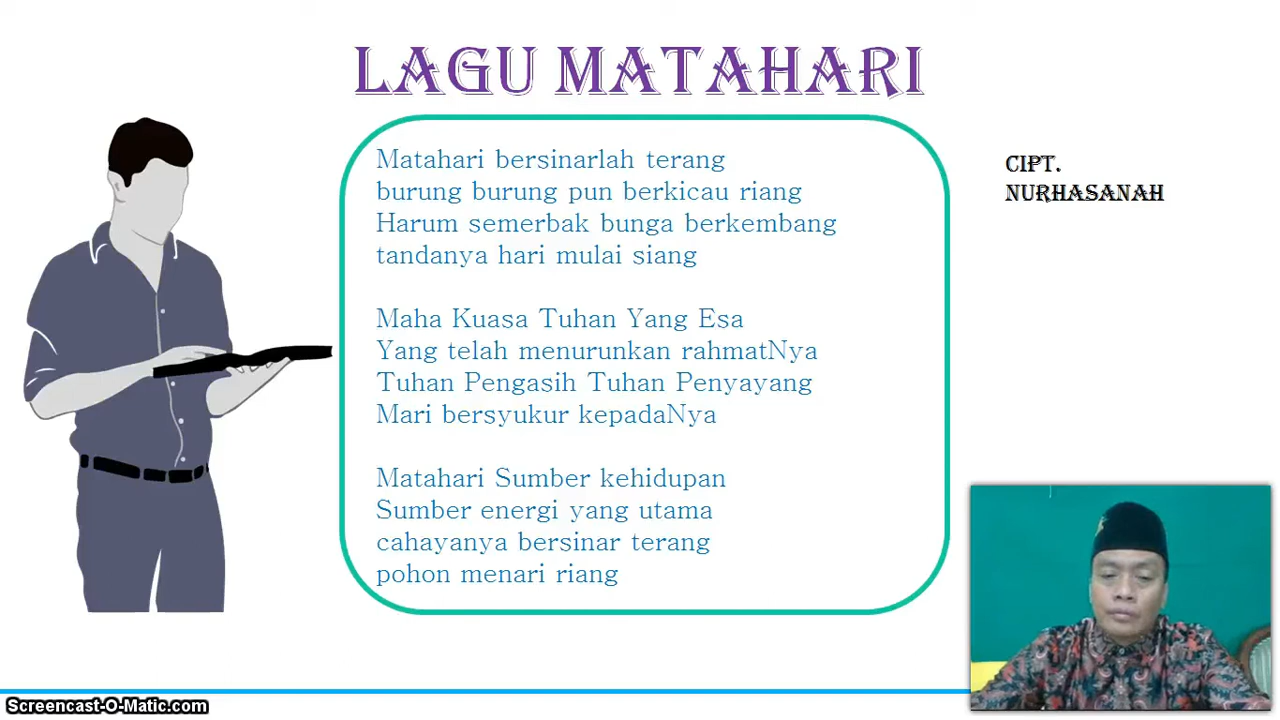 LAGU MATAHARI
Matahari bersinarlah terang
burung burung pun berkicau riang
Harum semerbak bunga berkembang
tandanya hari mulai siang
Maha Kuasa Tuhan Yang Esa
Yang telah menurunkan rahmatNya
Tuhan Pengasih Tuhan Penyayang
Mari bersyukur kepadaNya
Matahari Sumber kehidupan
Sumber energi yang utama
cahayanya bersinar terang
pohon menari riang
CIPT.
NURHASANAH
Screencast-O-Matic.com